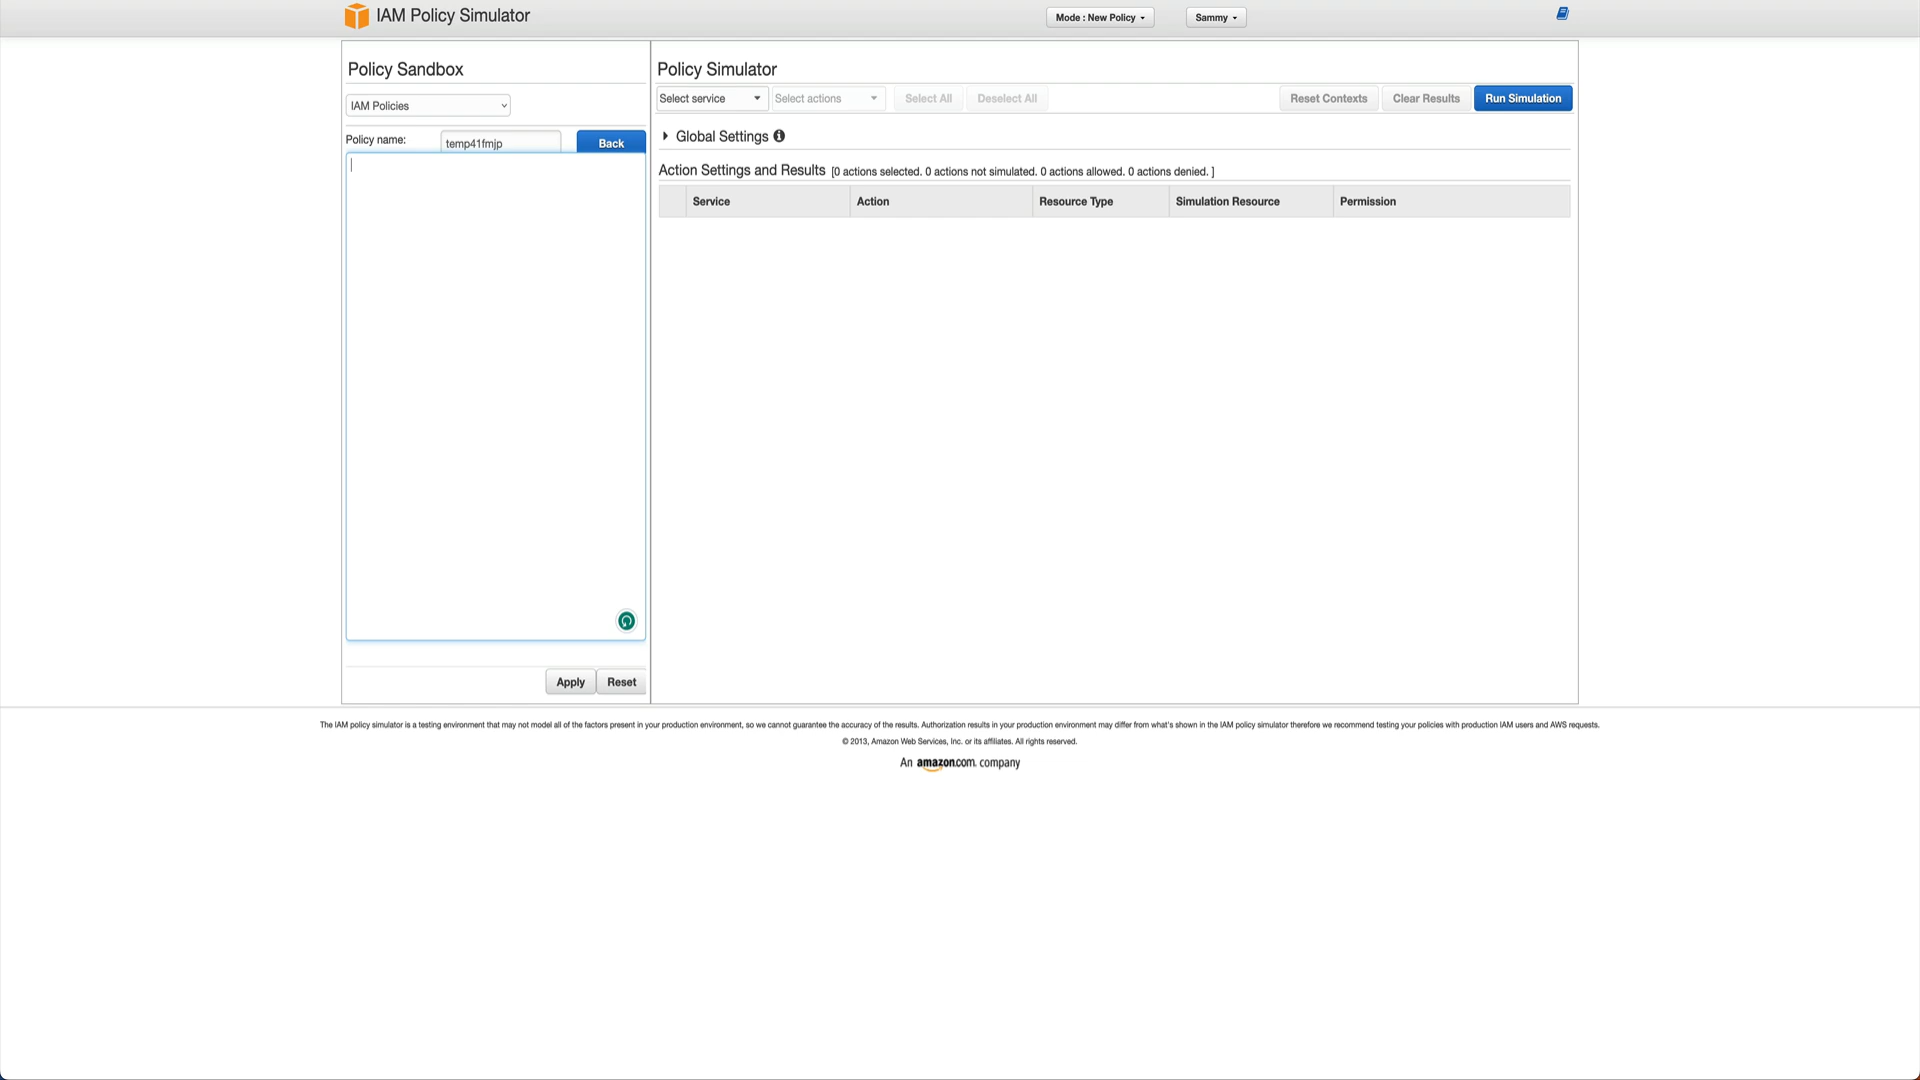 IAM Policy Simulator
Mode : New Policy
Sammy
Policy Sandbox
IAM Policies
Policy name:
temp41fmjp
Back
Apply
Reset
Policy Simulator
Select service
Select actions
Select All
Deselect All
Reset Contexts
Clear Results
Run Simulation
Global Settings
Action Settings and Results [0 actions selected. 0 actions not simulated. 0 actions allowed. 0 actions denied. ]
Service
Action
Resource Type
Simulation Resource
Permission
The IAM policy simulator is a testing environment that may not model all of the factors present in your production environment, so we cannot guarantee the accuracy of the results. Authorization results in your production environment may differ from what's shown in the IAM policy simulator therefore we recommend testing your policies with production IAM users and AWS requests.
© 2013, Amazon Web Services, Inc. or its affiliates. All rights reserved.
An amazon.com. company